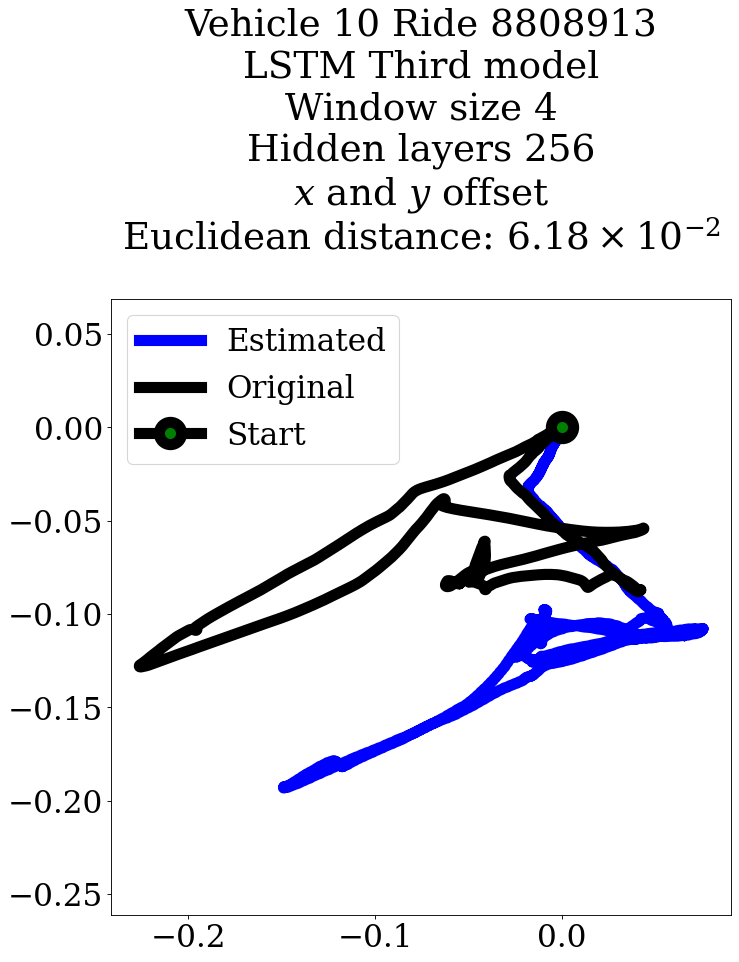 Vehicle 10 Ride 8808913
LSTM Third model
Window size 4
Hidden layers 256
x and y offset
Euclidean distance: 6.18 × 10⁻²
Estimated
Original
Start
0.05
0.00
−0.05
−0.10
−0.15
−0.20
−0.25
−0.2
−0.1
0.0